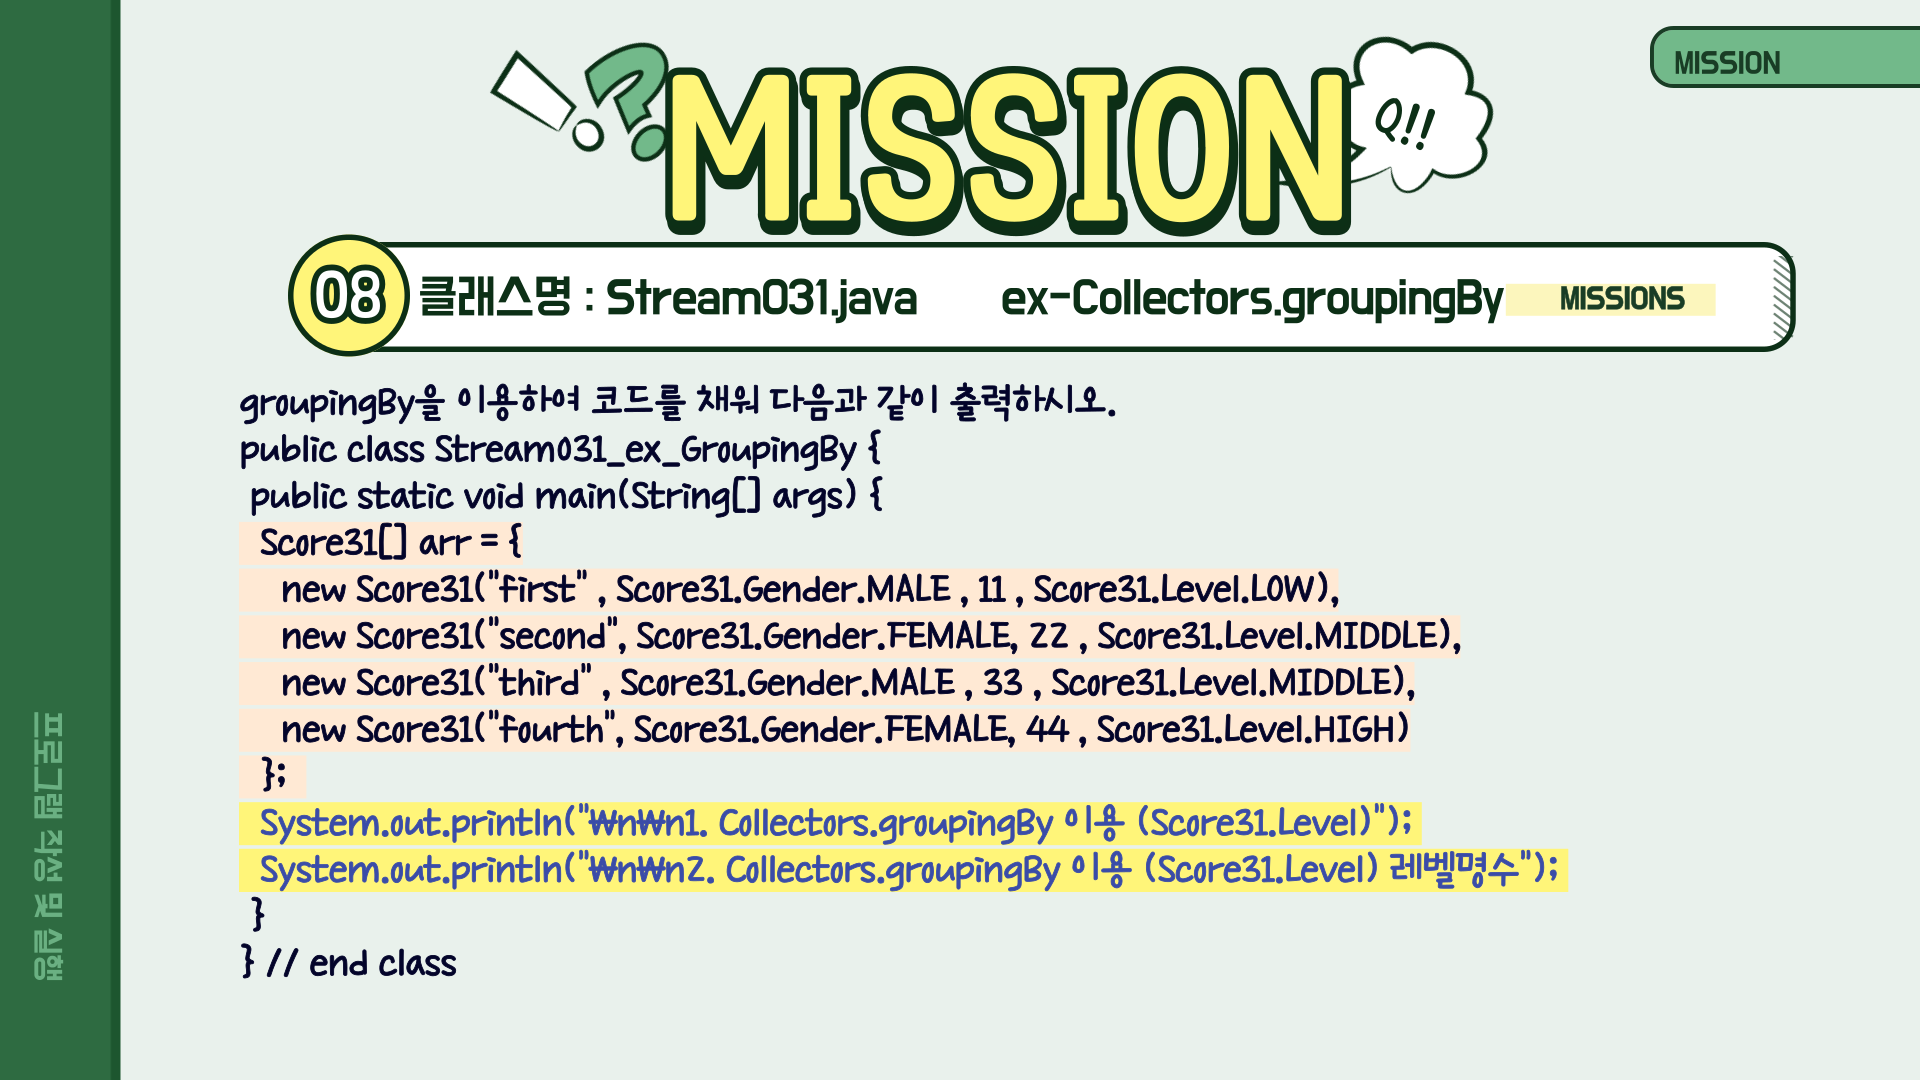 MISSION
MISSION
Q!!
08 클래스명 : Stream031.java ex-Collectors.groupingBy MISSIONS
groupingBy을 이용하여 코드를 채워 다음과 같이 출력하시오.
public class Stream031_ex_GroupingBy {
public static void main(String[] args) {
Score31[] arr = {
new Score31("first" , Score31.Gender.MALE , 11 , Score31.Level.LOW),
new Score31("second", Score31.Gender.FEMALE, 22 , Score31.Level.MIDDLE),
new Score31("third" , Score31.Gender.MALE , 33 , Score31.Level.MIDDLE),
new Score31("fourth", Score31.Gender.FEMALE, 44 , Score31.Level.HIGH)
};
System.out.println("₩n₩n1. Collectors.groupingBy 이용 (Score31.Level)");
System.out.println("₩n₩n2. Collectors.groupingBy 이용 (Score31.Level) 레벨명수");
}
} // end class
프로그램 작성 및 실행